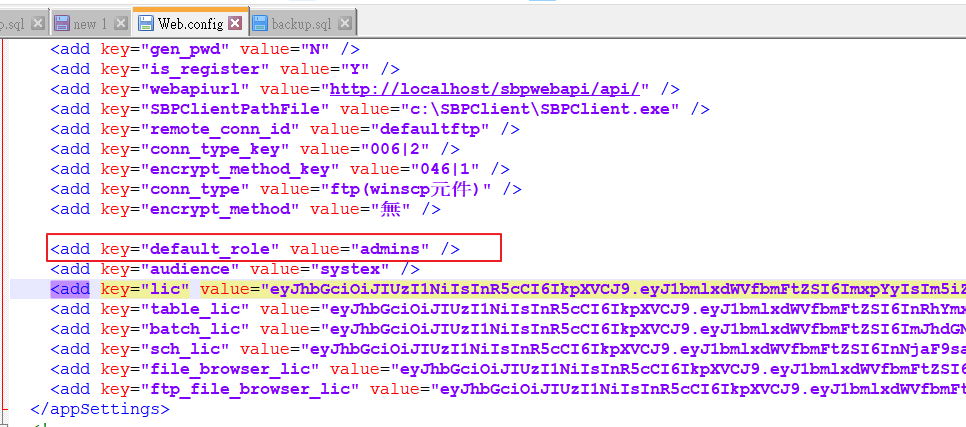 p.sql new 1 Web.config backup.sql
<add key="gen_pwd" value="N" />
<add key="is_register" value="Y" />
<add key="webapiurl" value="http://localhost/sbpwebapi/api/" />
<add key="SBPClientPathFile" value="c:\SBPClient\SBPClient.exe" />
<add key="remote_conn_id" value="defaultftp" />
<add key="conn_type_key" value="006|2" />
<add key="encrypt_method_key" value="046|1" />
<add key="conn_type" value="ftp(winscp元件)" />
<add key="encrypt_method" value="無" />
<add key="default_role" value="admins" />
<add key="audience" value="systex" />
<add key="lic" value="eyJhbGciOiJIUzI1NiIsInR5cCI6IkpXVCJ9.eyJ1bmlxdWVfbmFtZSI6ImxpYyIsIm5iZ
<add key="table_lic" value="eyJhbGciOiJIUzI1NiIsInR5cCI6IkpXVCJ9.eyJ1bmlxdWVfbmFtZSI6InRhYmx
<add key="batch_lic" value="eyJhbGciOiJIUzI1NiIsInR5cCI6IkpXVCJ9.eyJ1bmlxdWVfbmFtZSI6ImJhdGN
<add key="sch_lic" value="eyJhbGciOiJIUzI1NiIsInR5cCI6IkpXVCJ9.eyJ1bmlxdWVfbmFtZSI6InNjaF9sa
<add key="file_browser_lic" value="eyJhbGciOiJIUzI1NiIsInR5cCI6IkpXVCJ9.eyJ1bmlxdWVfbmFt
<add key="ftp_file_browser_lic" value="eyJhbGciOiJIUzI1NiIsInR5cCI6IkpXVCJ9.eyJ1bmlxdWVfbmFt
</appSettings>